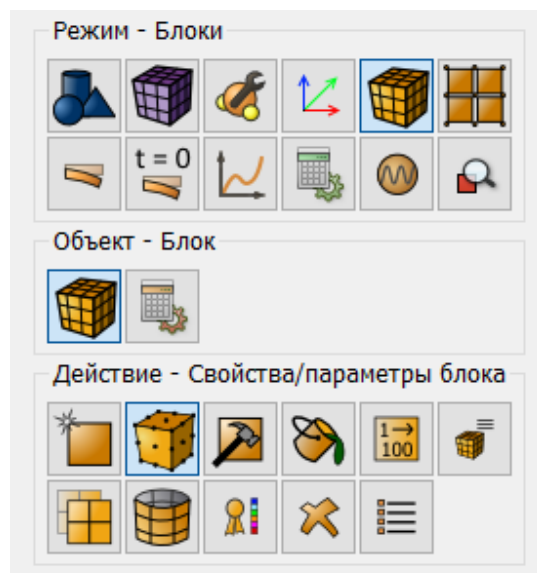 Режим - Блоки
t = 0
Объект - Блок
Действие - Свойства/параметры блока
1→
100